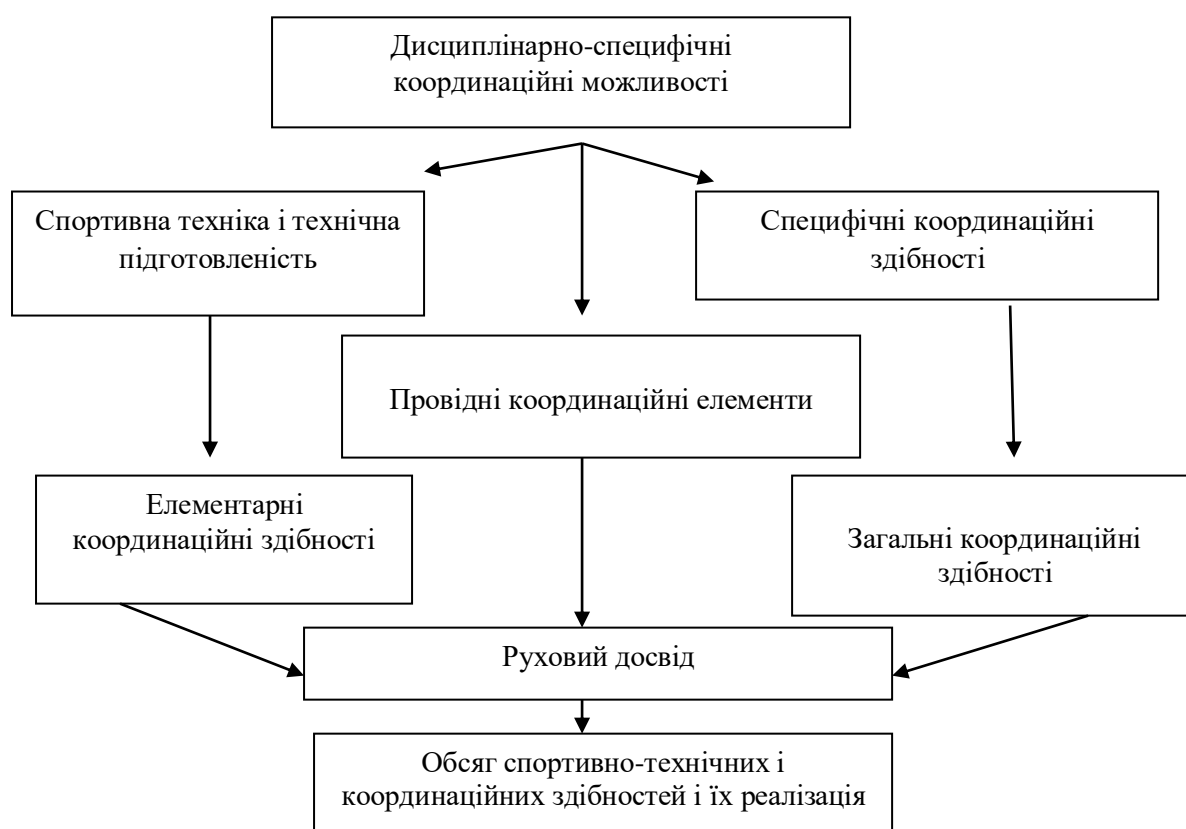 Дисциплінарно-специфічні
координаційні можливості
Спортивна техніка і технічна
підготовленість
Специфічні координаційні
здібності
Провідні координаційні елементи
Елементарні
координаційні здібності
Загальні координаційні
здібності
Руховий досвід
Обсяг спортивно-технічних і
координаційних здібностей і їх реалізація